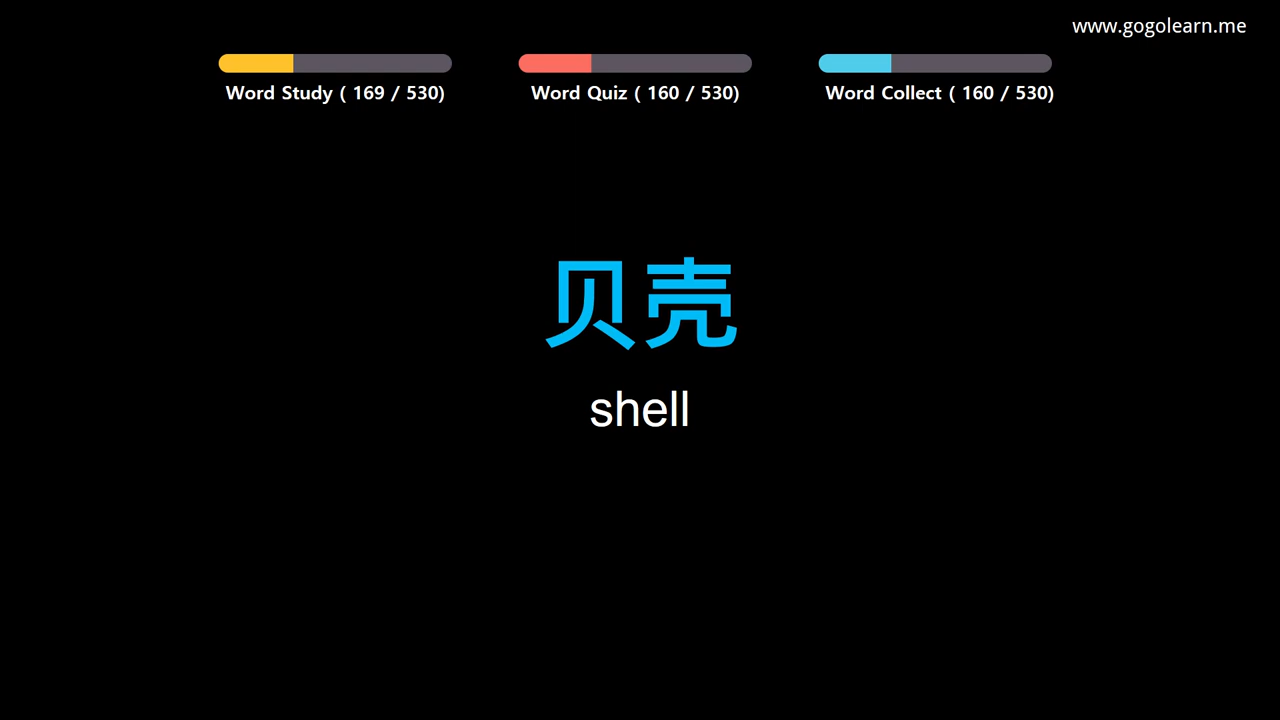 www.gogolearn.me
Word Study ( 169 / 530)
Word Quiz ( 160 / 530)
Word Collect ( 160 / 530)
贝壳
shell